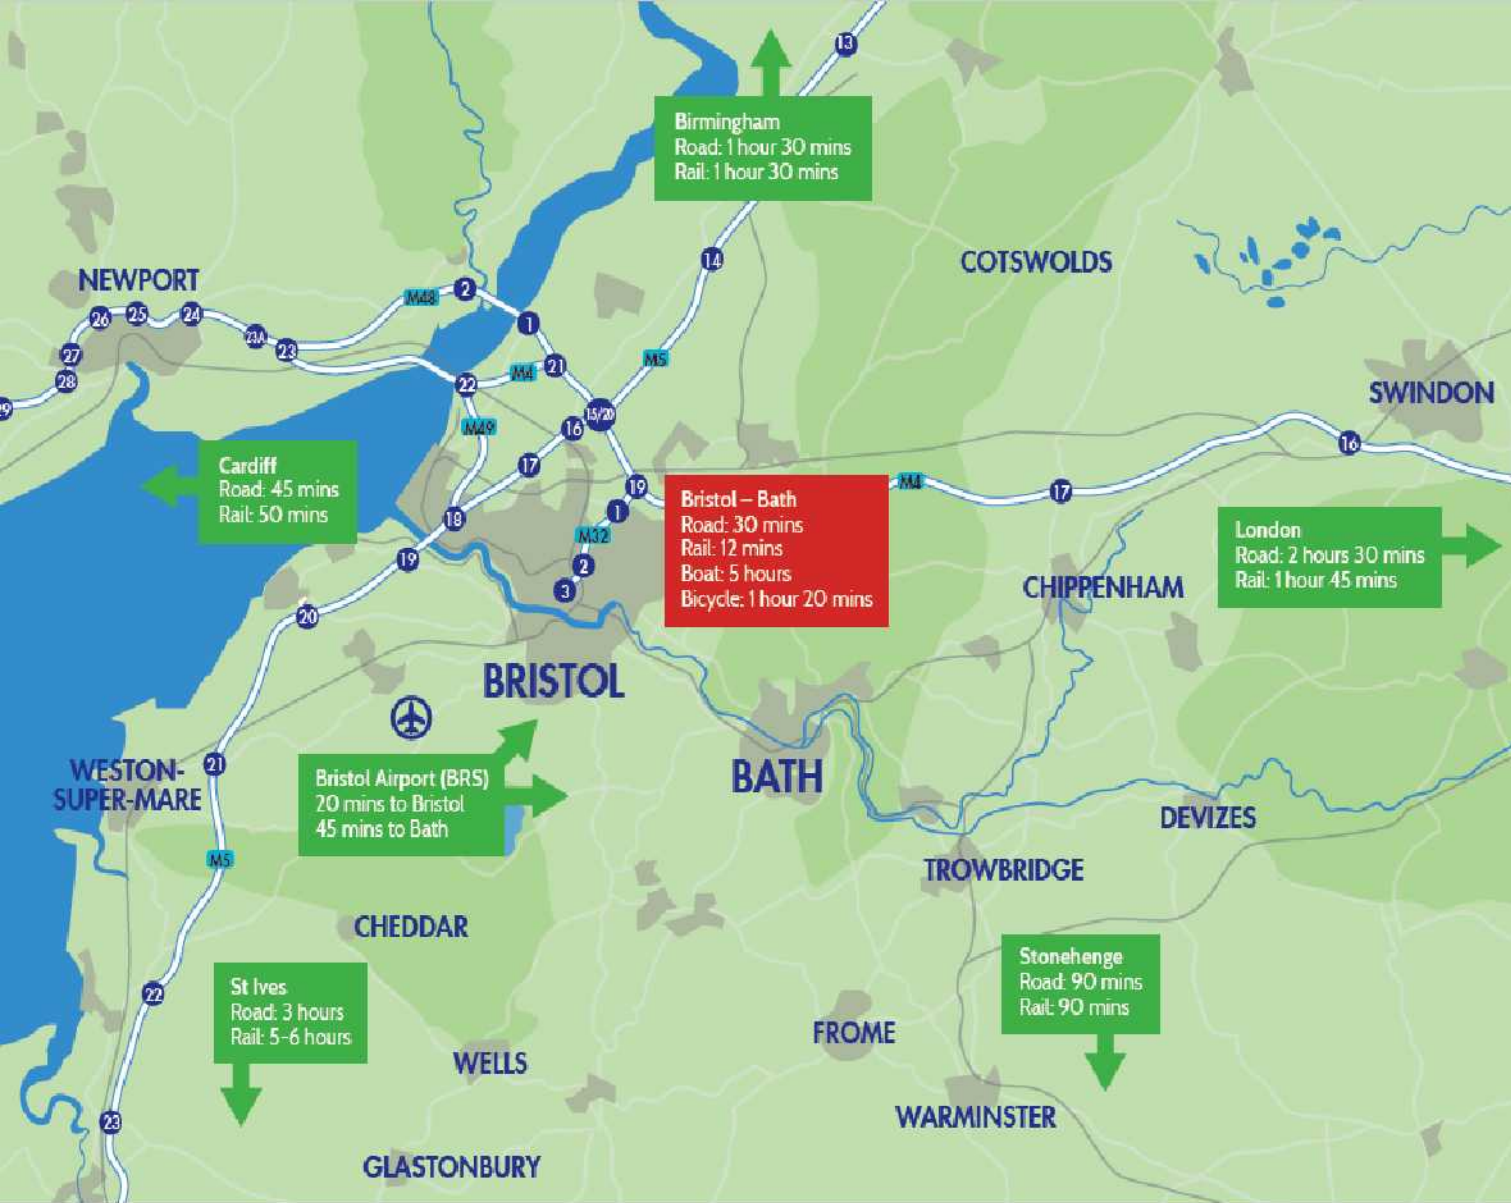 13
Birmingham
Road: 1 hour 30 mins
Rail: 1 hour 30 mins
14
COTSWOLDS
NEWPORT
M48
2
26
25
24
23A
23
1
27
28
29
M4
21
22
M5
SWINDON
15/20
16
M49
17
16
Cardiff
Road: 45 mins
Rail: 50 mins
19
M4
17
18
1
M32
2
3
19
20
Bristol – Bath
Road: 30 mins
Rail: 12 mins
Boat: 5 hours
Bicycle: 1 hour 20 mins
London
Road: 2 hours 30 mins
Rail: 1 hour 45 mins
CHIPPENHAM
BRISTOL
WESTON-
SUPER-MARE
21
Bristol Airport (BRS)
20 mins to Bristol
45 mins to Bath
BATH
DEVIZES
M5
TROWBRIDGE
CHEDDAR
22
St Ives
Road: 3 hours
Rail: 5-6 hours
Stonehenge
Road: 90 mins
Rail: 90 mins
FROME
WELLS
23
WARMINSTER
GLASTONBURY